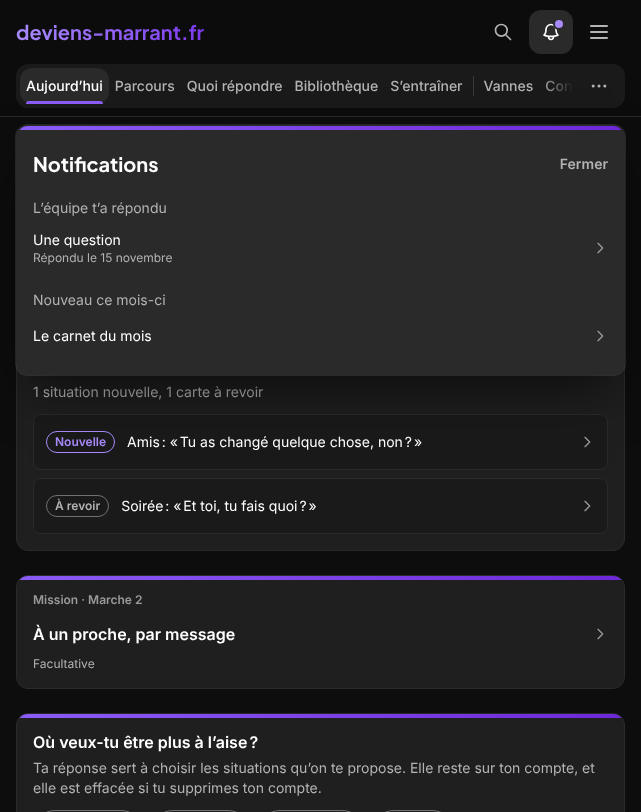 deviens-marrant.fr
Aujourd’hui Parcours Quoi répondre Bibliothèque S’entraîner Vannes Con
Notifications
Fermer
L’équipe t’a répondu
Une question
Répondu le 15 novembre
Nouveau ce mois-ci
Le carnet du mois
1 situation nouvelle, 1 carte à revoir
Nouvelle Amis : « Tu as changé quelque chose, non ? »
À revoir Soirée : « Et toi, tu fais quoi ? »
Mission · Marche 2
À un proche, par message
Facultative
Où veux-tu être plus à l’aise ?
Ta réponse sert à choisir les situations qu’on te propose. Elle reste sur ton compte, et
elle est effacée si tu supprimes ton compte.